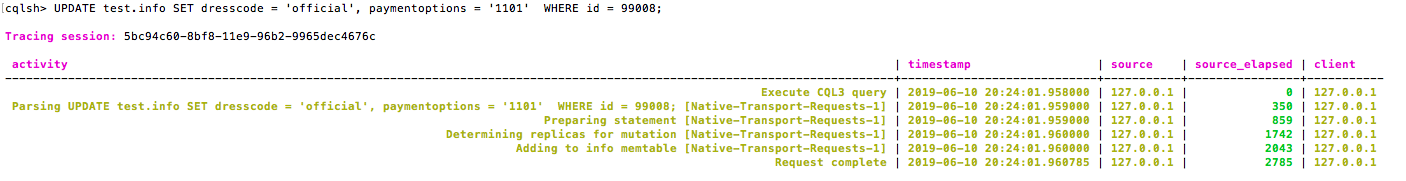 [cqlsh> UPDATE test.info SET dresscode = 'official', paymentoptions = '1101'  WHERE id = 99008;
Tracing session: 5bc94c60-8bf8-11e9-96b2-9965dec4676c
activity | timestamp | source | source_elapsed | client
Execute CQL3 query | 2019-06-10 20:24:01.958000 | 127.0.0.1 | 0 | 127.0.0.1
Parsing UPDATE test.info SET dresscode = 'official', paymentoptions = '1101'  WHERE id = 99008; [Native-Transport-Requests-1] | 2019-06-10 20:24:01.959000 | 127.0.0.1 | 350 | 127.0.0.1
Preparing statement [Native-Transport-Requests-1] | 2019-06-10 20:24:01.959000 | 127.0.0.1 | 859 | 127.0.0.1
Determining replicas for mutation [Native-Transport-Requests-1] | 2019-06-10 20:24:01.960000 | 127.0.0.1 | 1742 | 127.0.0.1
Adding to info memtable [Native-Transport-Requests-1] | 2019-06-10 20:24:01.960000 | 127.0.0.1 | 2043 | 127.0.0.1
Request complete | 2019-06-10 20:24:01.960785 | 127.0.0.1 | 2785 | 127.0.0.1